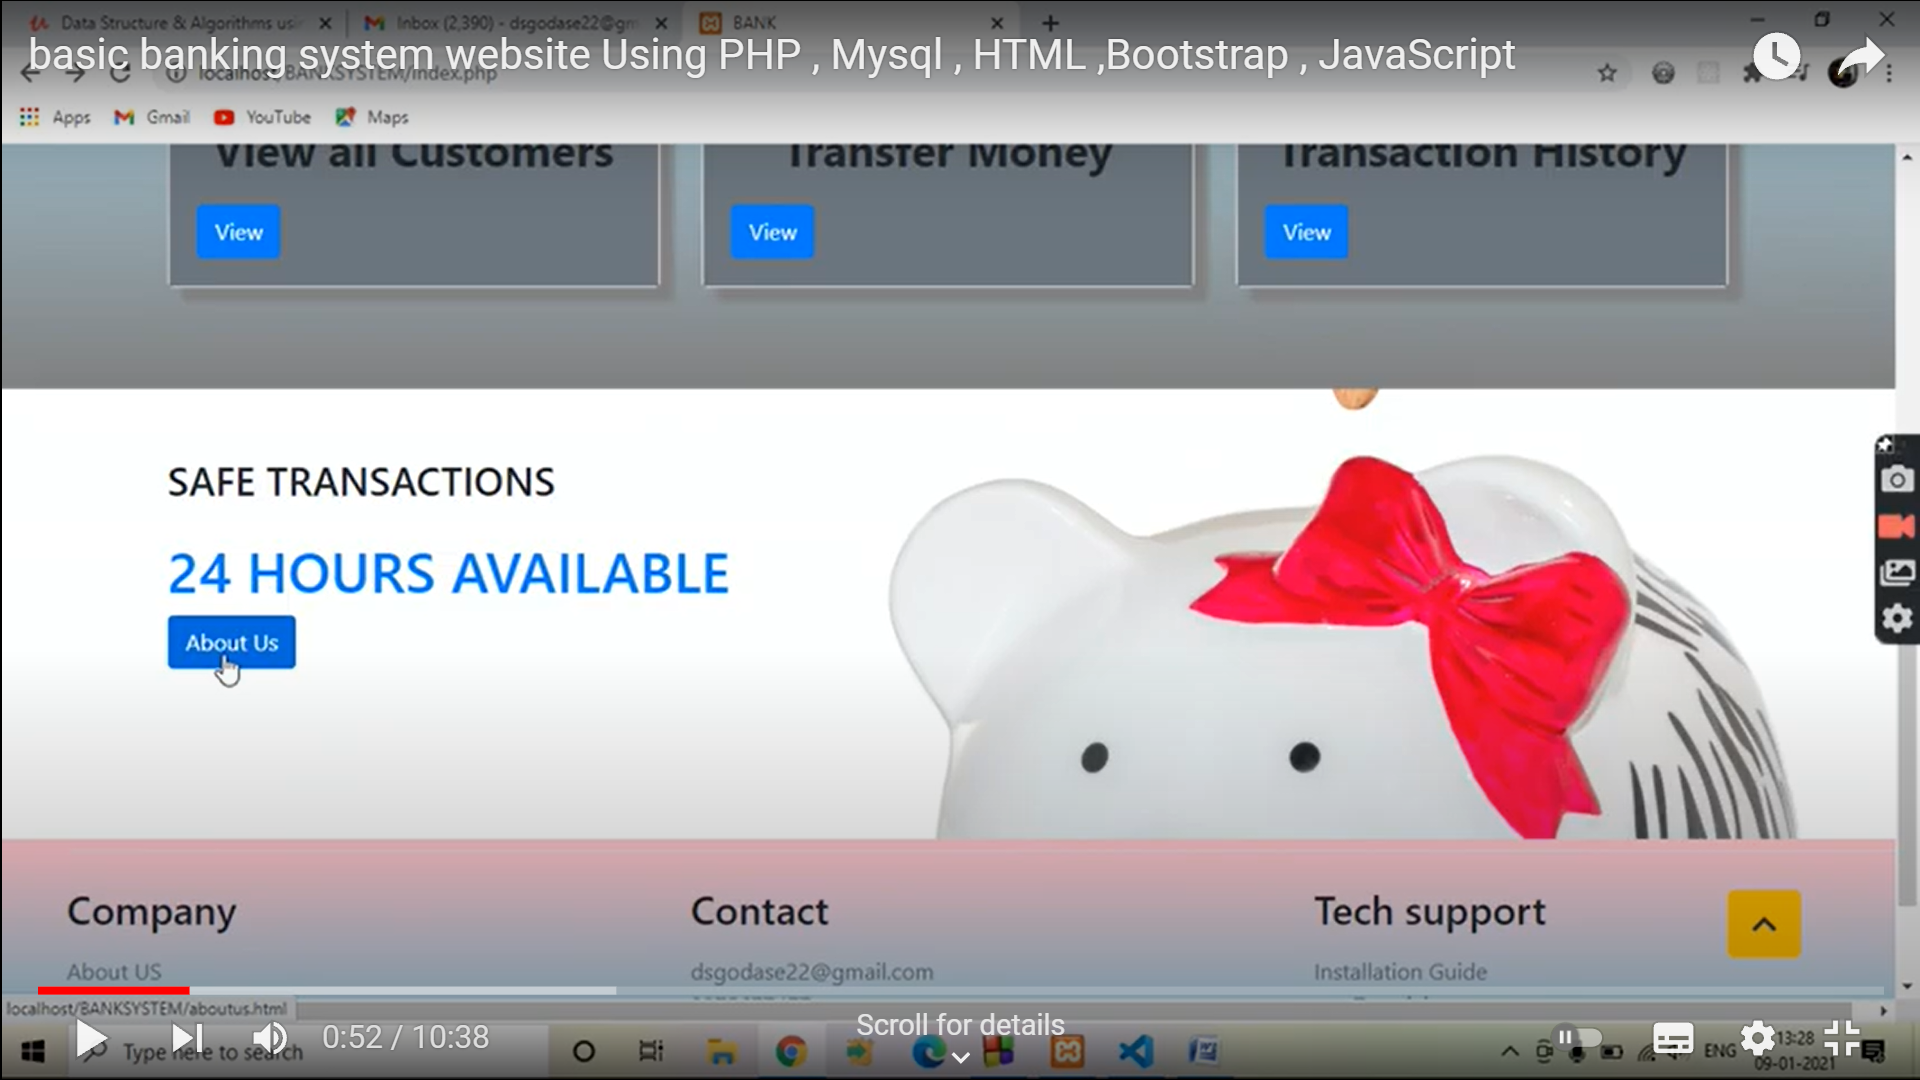 Data Structure & Algorithms usi
Inbox (2,390) - dsgodase22@gm
BANK
basic banking system website Using PHP , Mysql , HTML ,Bootstrap , JavaScript
localhost/BANKSYSTEM/index.php
Apps
Gmail
YouTube
Maps
View all Customers
Transfer Money
Transaction History
View
View
View
SAFE TRANSACTIONS
24 HOURS AVAILABLE
About Us
Company
Contact
Tech support
About US
dsgodase22@gmail.com
Installation Guide
localhost/BANKSYSTEM/aboutus.html
0:52 / 10:38
Scroll for details
Type here to search
ENG
13:28
09-01-2021